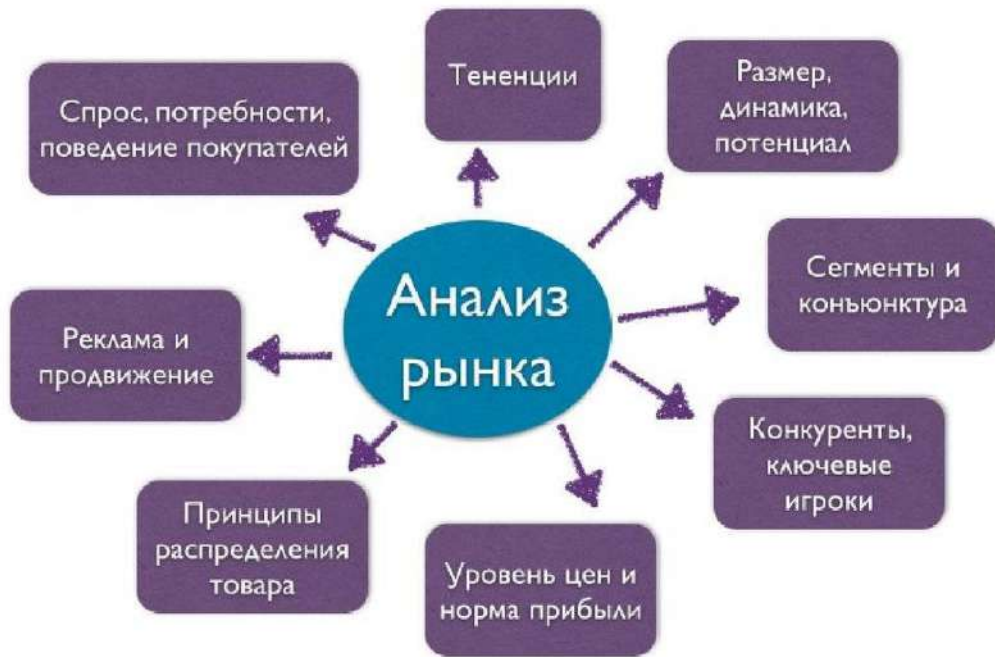 Тененции
Размер,
динамика,
потенциал
Спрос, потребности,
поведение покупателей
Анализ
рынка
Сегменты и
конъюнктура
Реклама и
продвижение
Конкуренты,
ключевые
игроки
Принципы
распределения
товара
Уровень цен и
норма прибыли